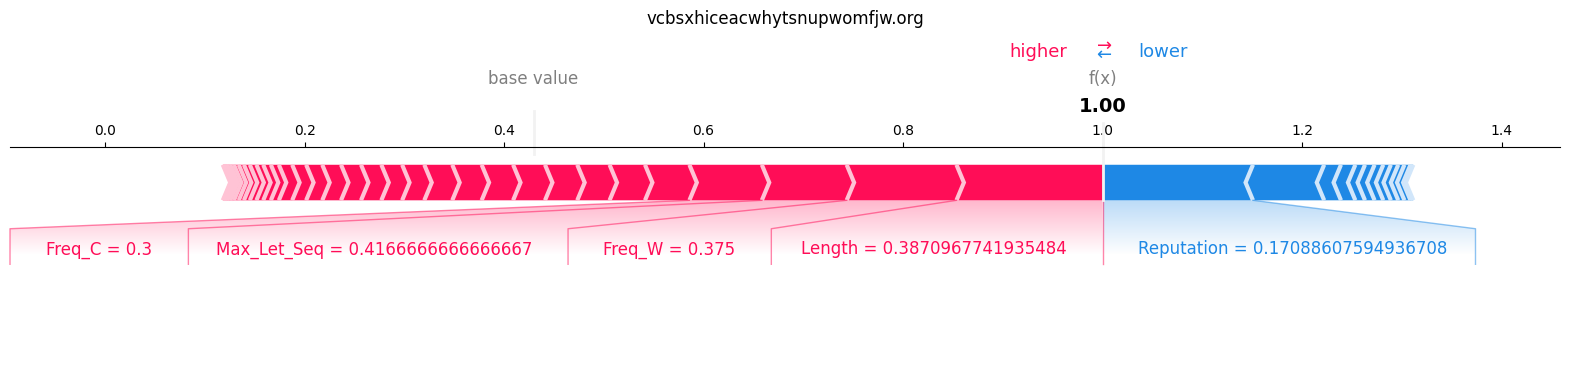 vcbsxhiceacwhytsnupwomfjw.org
higher → ← lower
base value f(x)
1.00
0.0 0.2 0.4 0.6 0.8 1.0 1.2 1.4
Freq_C = 0.3 Max_Let_Seq = 0.4166666666666667 Freq_W = 0.375 Length = 0.3870967741935484 Reputation = 0.17088607594936708